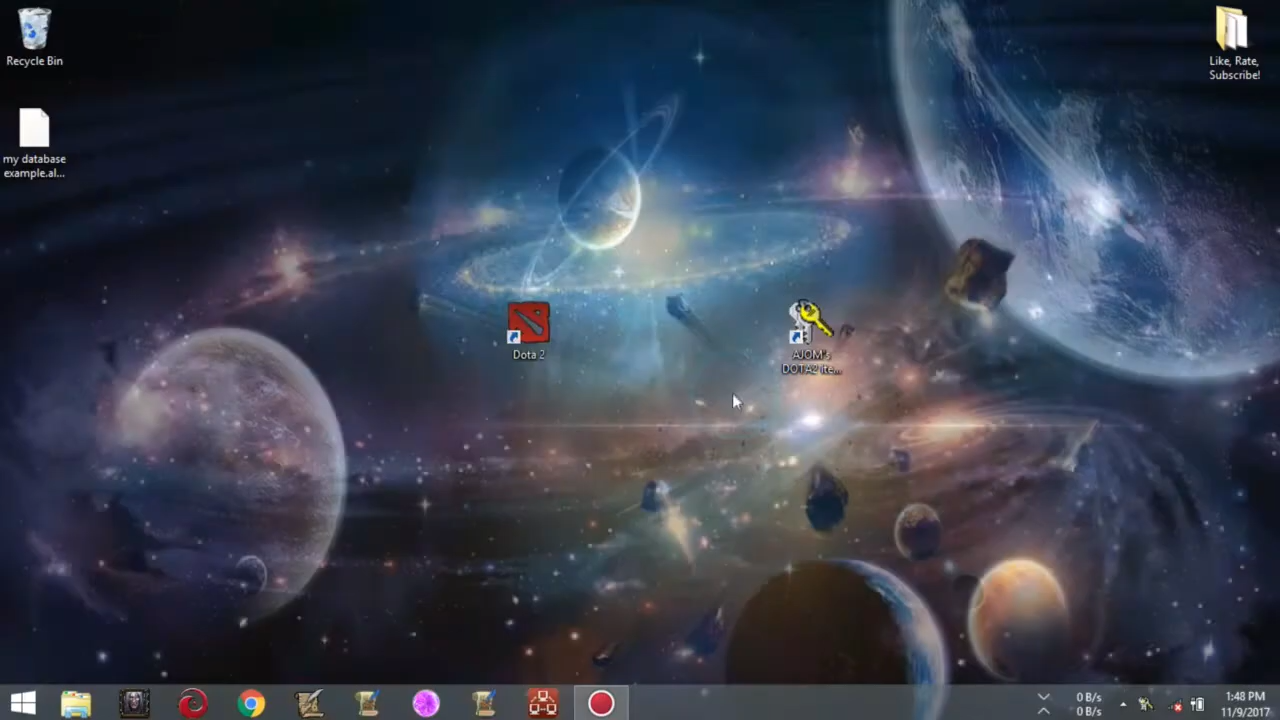 Recycle Bin
Like, Rate,
Subscribe!
my database
example.al...
Dota 2
AJOM's
DOTA2 ite...
0 B/s
0 B/s
1:48 PM
11/9/2017